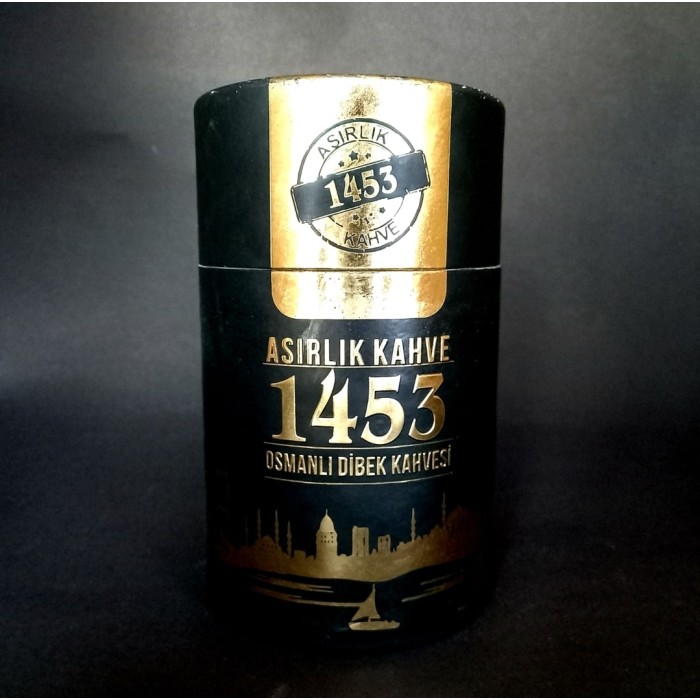 ASIRLIK
1453
KAHVE
ASIRLIK KAHVE
1453
OSMANLI DİBEK KAHVESİ